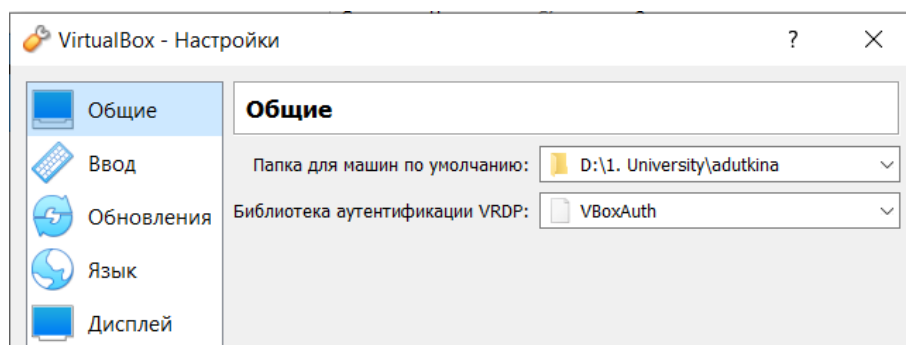 VirtualBox - Настройки ?
Общие
Ввод
Обновления
Язык
Дисплей
Общие
Папка для машин по умолчанию: D:\1. University\adutkina
Библиотека аутентификации VRDP: VBoxAuth